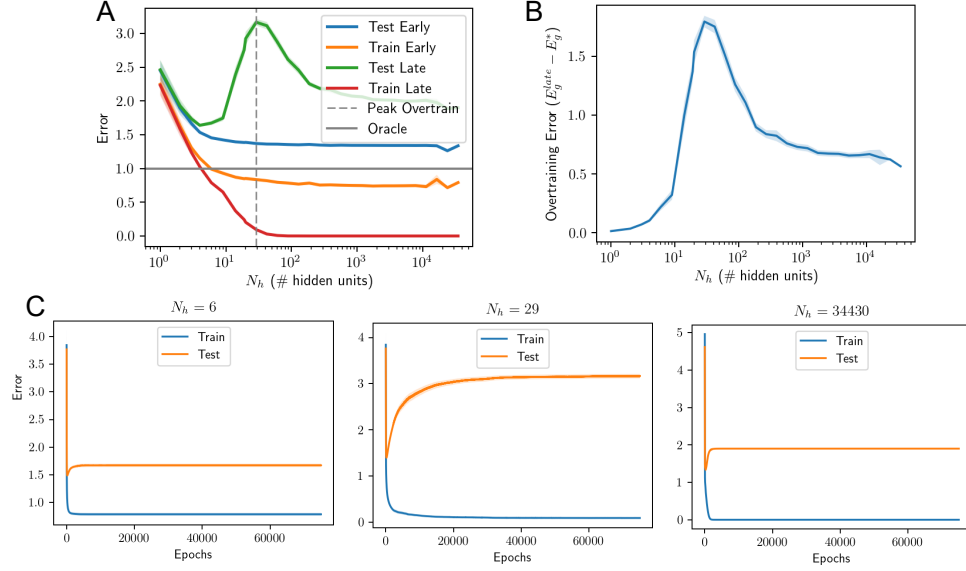 A
3.0
2.5
2.0
1.5
1.0
0.5
0.0
Error
Test Early
Train Early
Test Late
Train Late
Peak Overtrain
Oracle
10^0
10^1
10^2
10^3
10^4
N_h (# hidden units)
B
1.5
1.0
0.5
0.0
Overtraining Error (E_g^{late} − E_g^*)
10^0
10^1
10^2
10^3
10^4
N_h (# hidden units)
C
N_h = 6
4.0
3.5
3.0
2.5
2.0
1.5
1.0
Error
Train
Test
0
20000
40000
60000
Epochs
N_h = 29
4
3
2
1
0
Train
Test
0
20000
40000
60000
Epochs
N_h = 34430
5
4
3
2
1
0
Train
Test
0
20000
40000
60000
Epochs